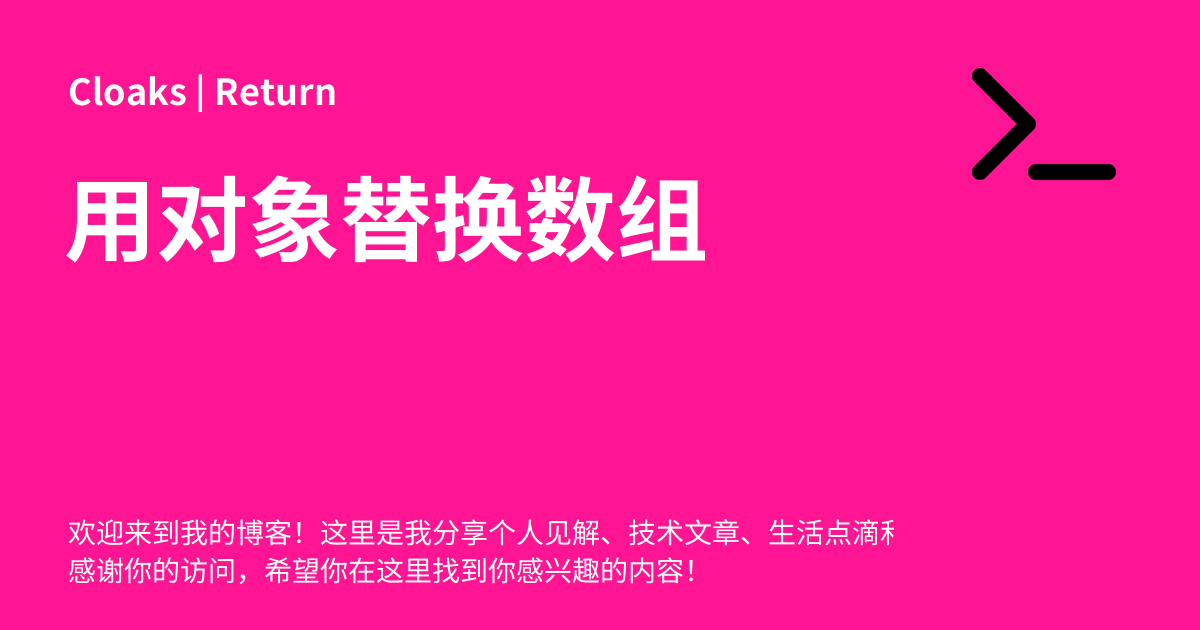 Cloaks | Return
用对象替换数组
欢迎来到我的博客！这里是我分享个人见解、技术文章、生活点滴
感谢你的访问，希望你在这里找到你感兴趣的内容！